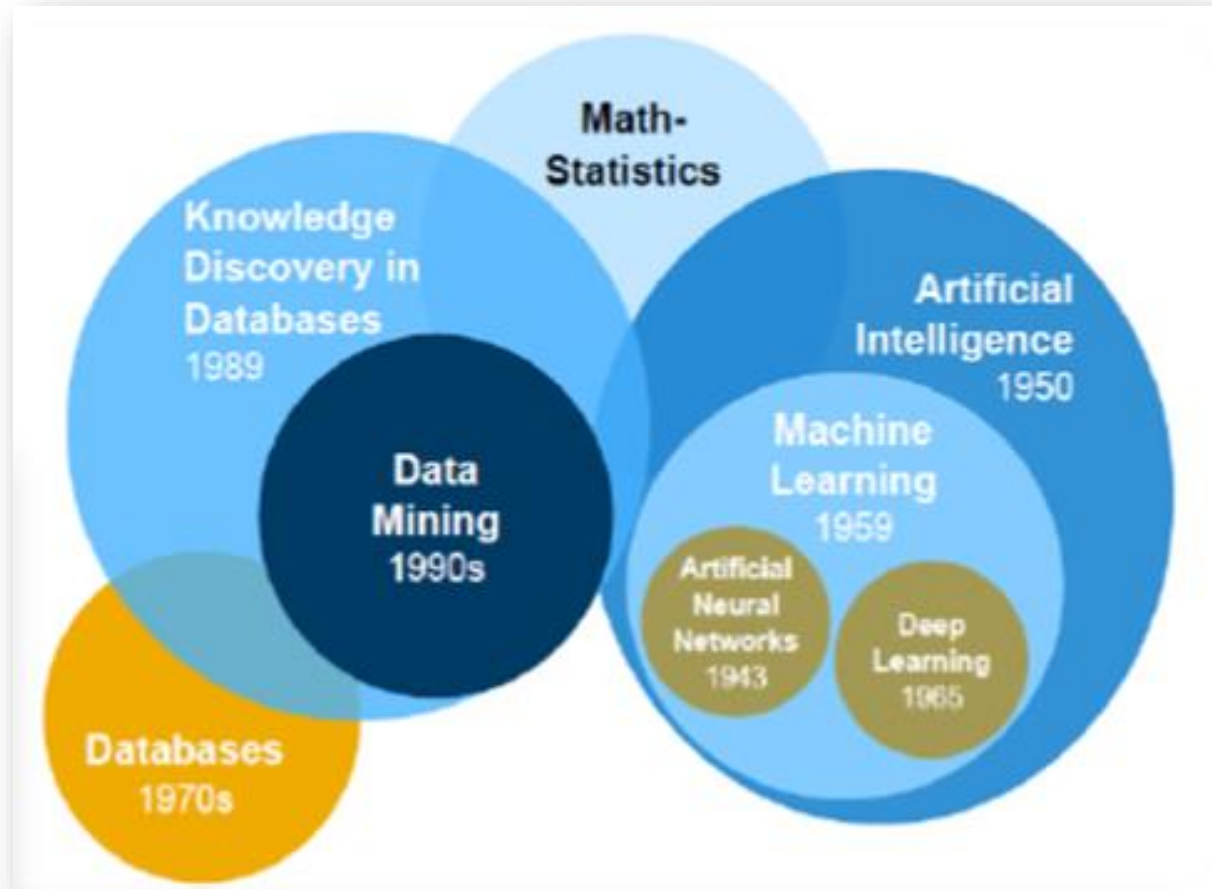 Math-
Statistics
Knowledge
Discovery in
Databases
1989
Artificial
Intelligence
1950
Machine
Learning
1959
Data
Mining
1990s
Artificial
Neural
Networks
1943
Deep
Learning
1965
Databases
1970s